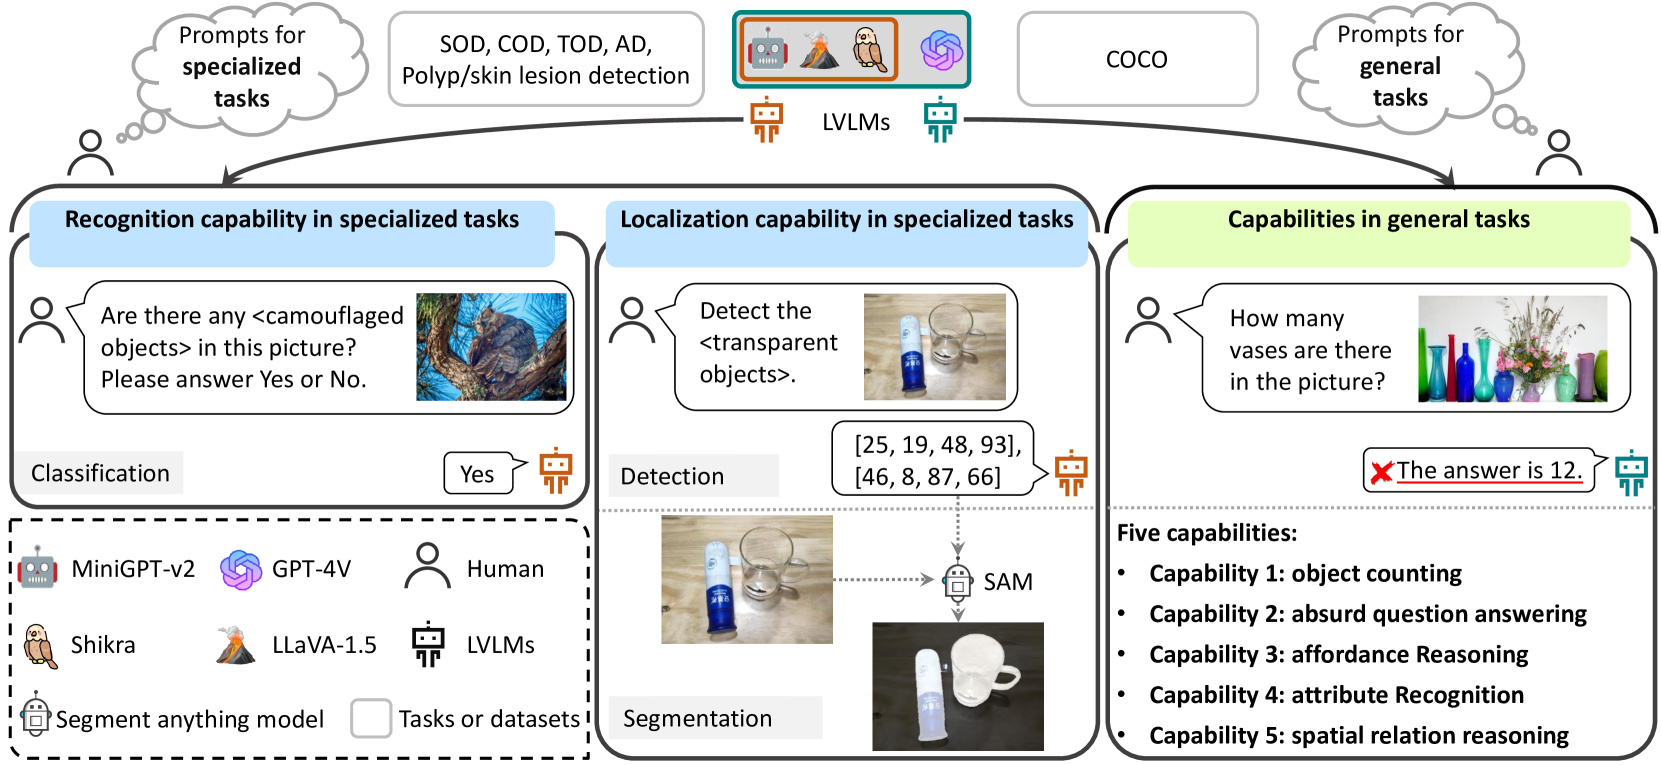 Prompts for
specialized
tasks
SOD, COD, TOD, AD,
Polyp/skin lesion detection
LVLMs
COCO
Prompts for
general
tasks
Recognition capability in specialized tasks
Are there any <camouflaged
objects> in this picture?
Please answer Yes or No.
Classification
Yes
Localization capability in specialized tasks
Detect the
<transparent
objects>.
[25, 19, 48, 93],
[46, 8, 87, 66]
Detection
SAM
Segmentation
Capabilities in general tasks
How many
vases are there
in the picture?
The answer is 12.
Five capabilities:
• Capability 1: object counting
• Capability 2: absurd question answering
• Capability 3: affordance Reasoning
• Capability 4: attribute Recognition
• Capability 5: spatial relation reasoning
MiniGPT-v2
GPT-4V
Human
Shikra
LLaVA-1.5
LVLMs
Segment anything model
Tasks or datasets